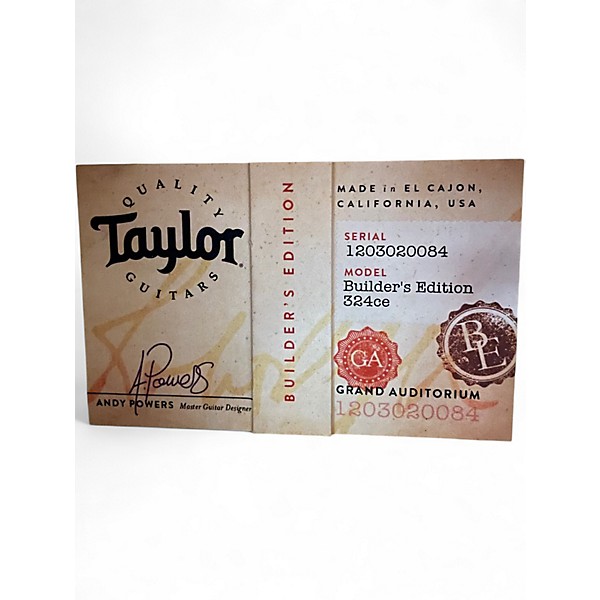 QUALITY
Taylor
GUITARS
A. Powers
ANDY POWERS Master Guitar Designer
BUILDER'S EDITION
MADE in EL CAJON,
CALIFORNIA, USA
SERIAL
1203020084
MODEL
Builder's Edition
324ce
GA
BE
GRAND AUDITORIUM
1203020084